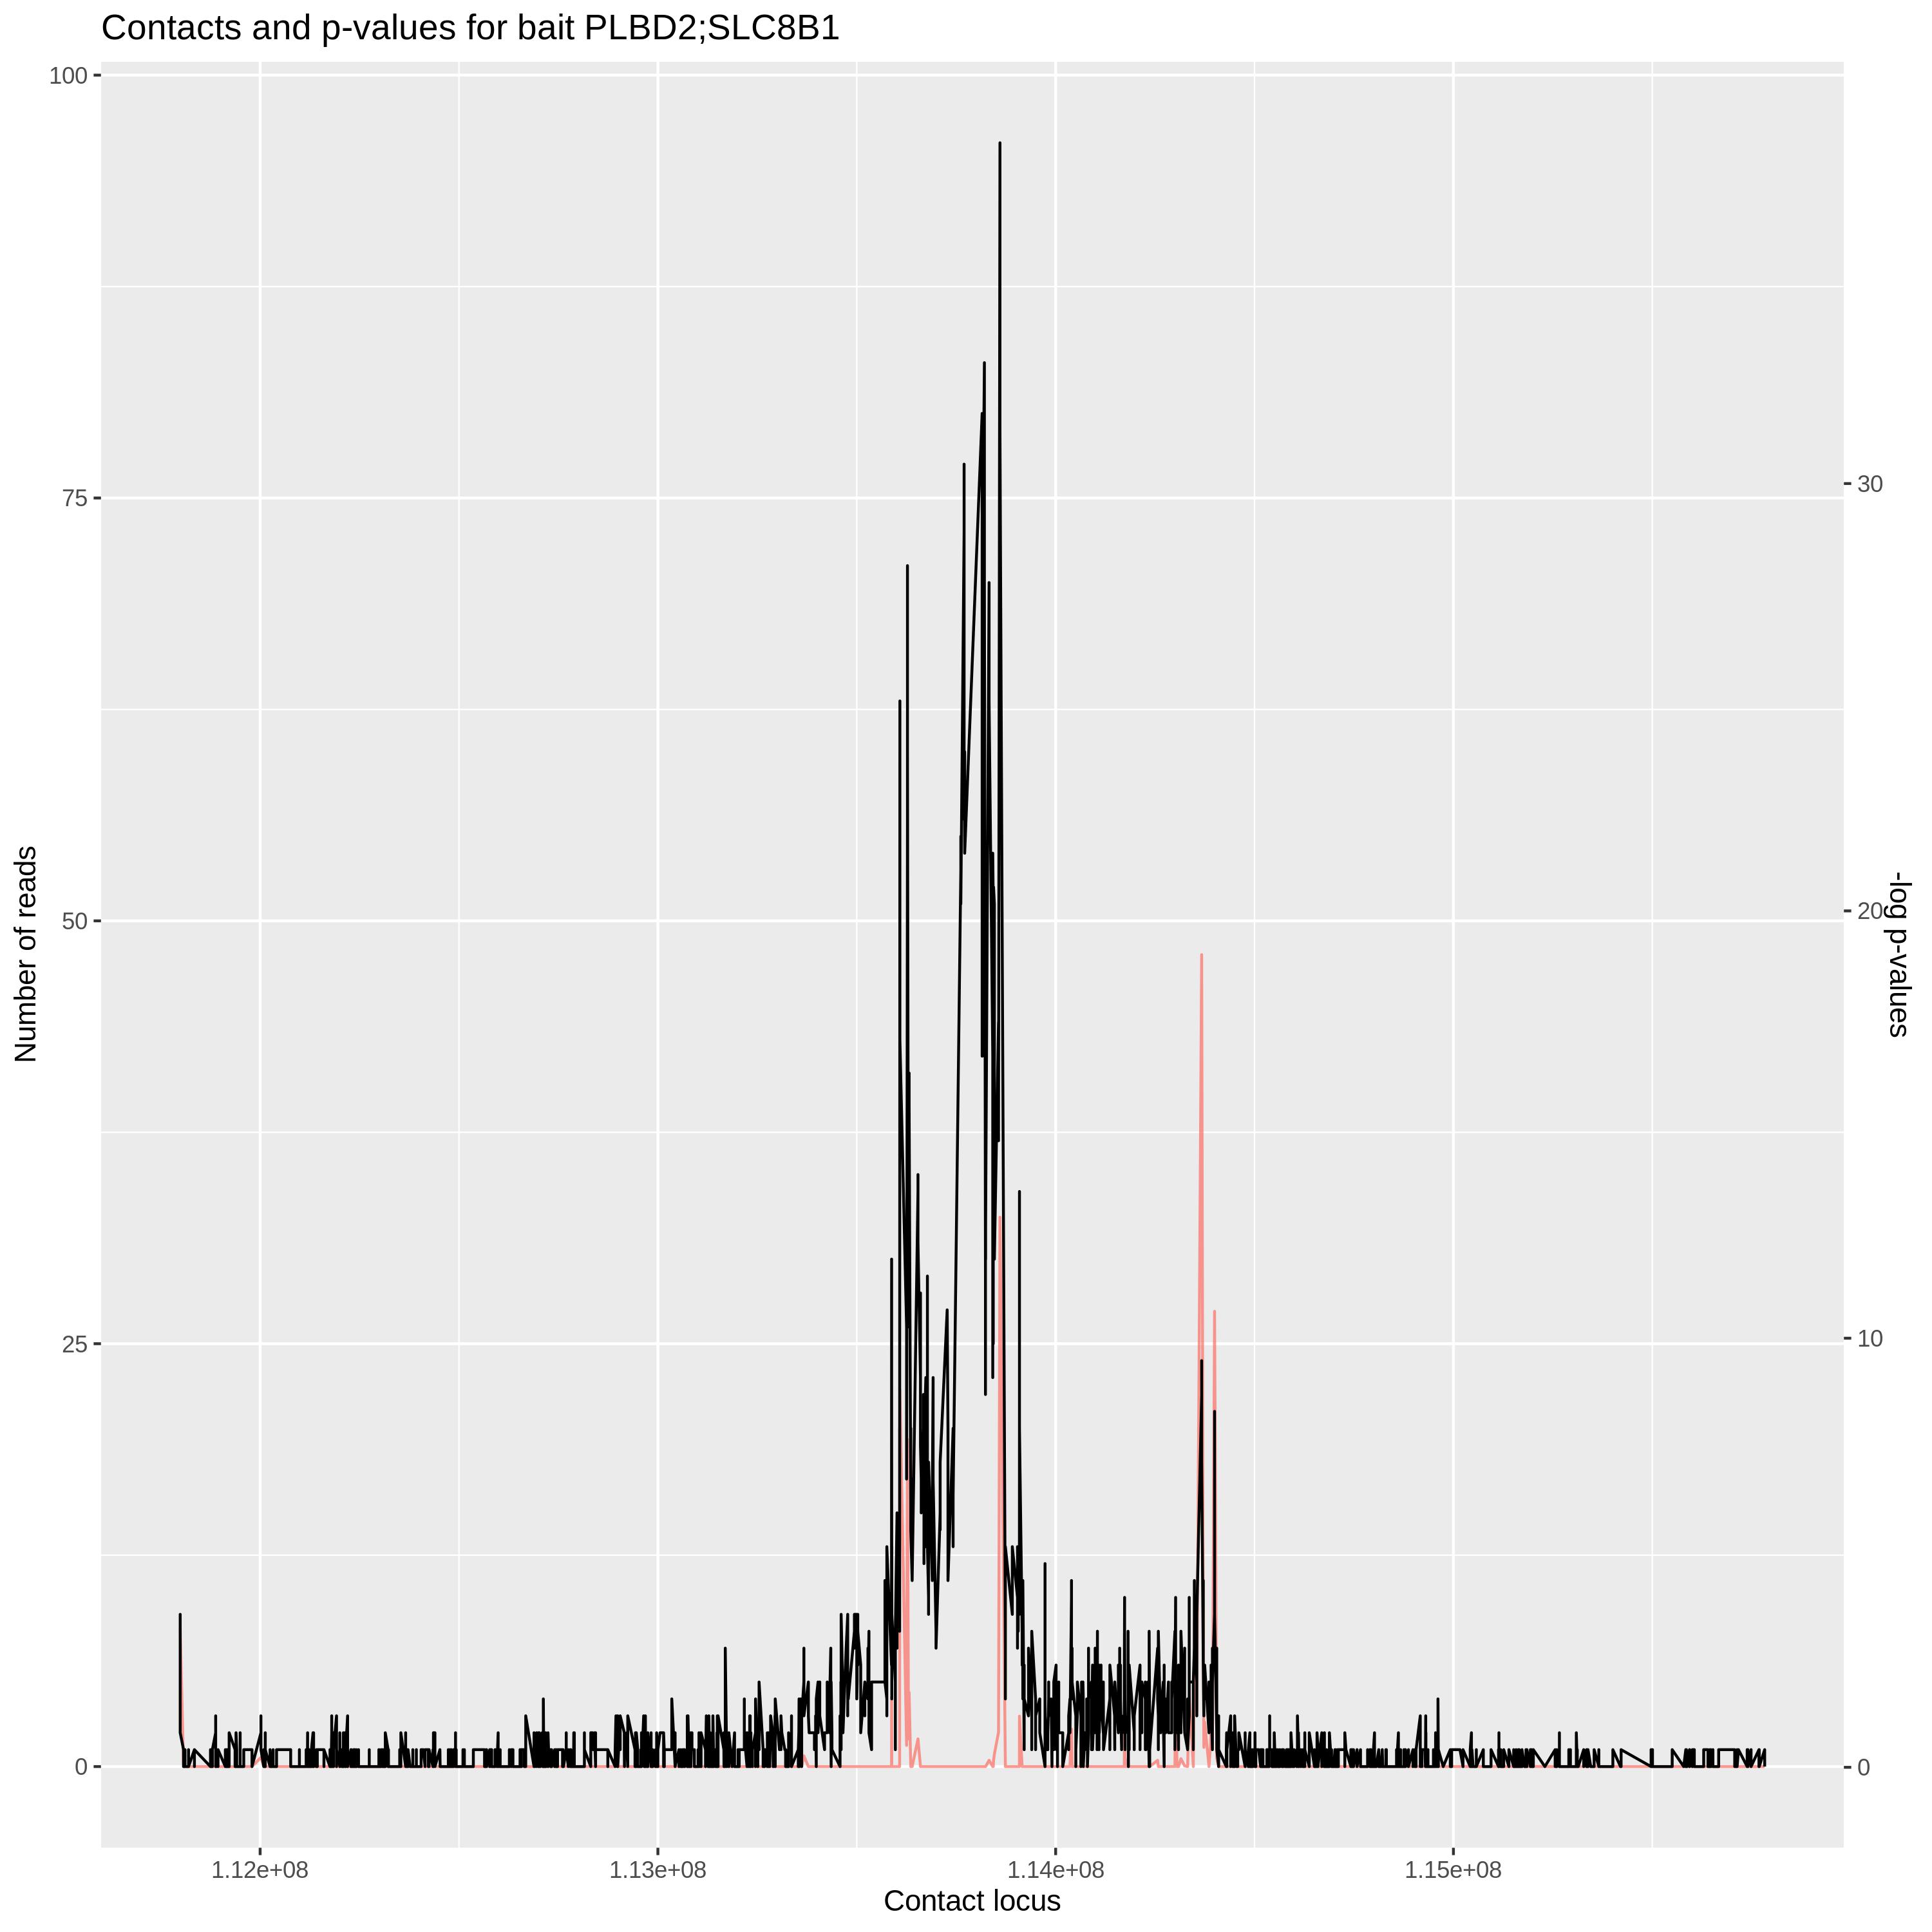 Contacts and p-values for bait PLBD2;SLC8B1
100
75
50
25
0
Number of reads
30
20
10
0
-log p-values
1.12e+08
1.13e+08
1.14e+08
1.15e+08
Contact locus